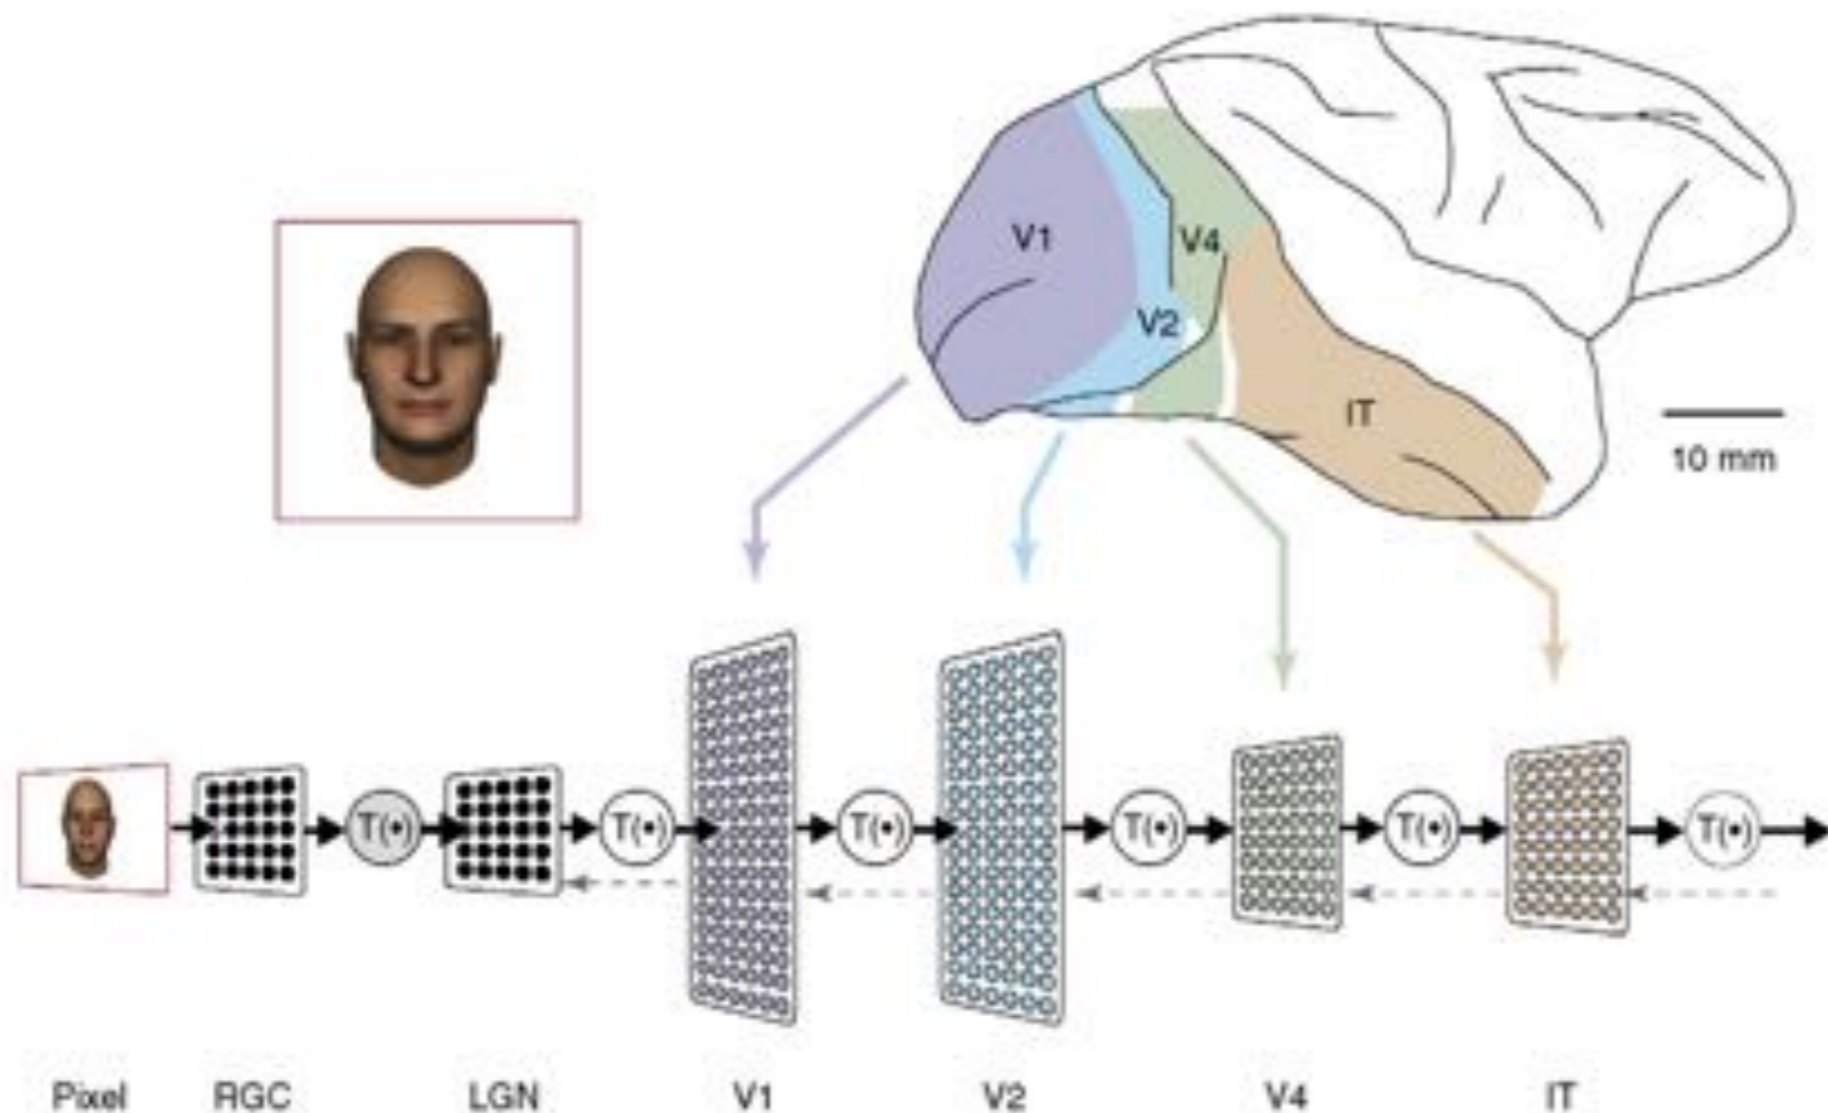 V1
V4
V2
IT
10 mm
T(•) T(•) T(•) T(•) T(•) T(•)
Pixel RGC LGN V1 V2 V4 IT